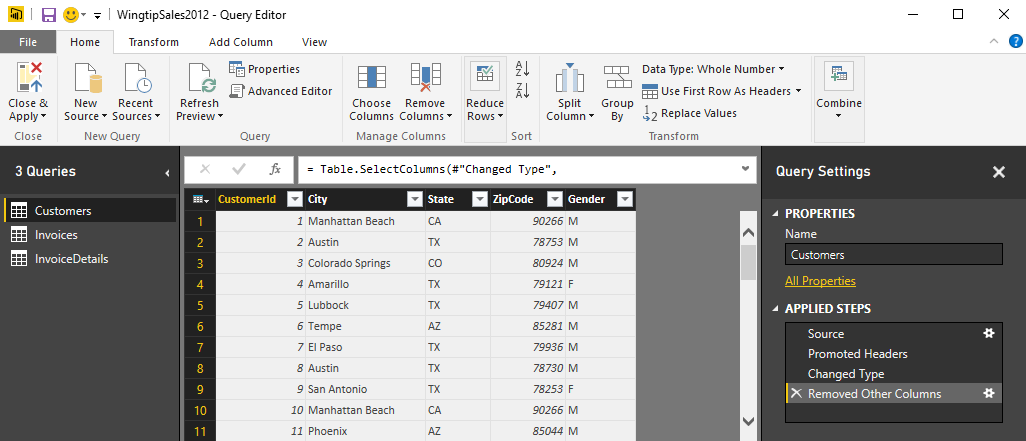 WingtipSales2012 - Query Editor
File Home Transform Add Column View
Close & Apply
New Source
Recent Sources
Refresh Preview
Properties
Advanced Editor
Choose Columns
Remove Columns
Reduce Rows
A Z
Z A
Split Column
Group By
Data Type: Whole Number
Use First Row As Headers
1 2 Replace Values
Combine
Close New Query Query Manage Columns Sort Transform
3 Queries
Customers
Invoices
InvoiceDetails
fx = Table.SelectColumns(#"Changed Type",
CustomerId City State ZipCode Gender
1 1 Manhattan Beach CA 90266 M
2 2 Austin TX 78753 M
3 3 Colorado Springs CO 80924 M
4 4 Amarillo TX 79121 F
5 5 Lubbock TX 79407 M
6 6 Tempe AZ 85281 M
7 7 El Paso TX 79936 M
8 8 Austin TX 78730 M
9 9 San Antonio TX 78253 F
10 10 Manhattan Beach CA 90266 M
11 11 Phoenix AZ 85044 M
Query Settings
PROPERTIES
Name
Customers
All Properties
APPLIED STEPS
Source
Promoted Headers
Changed Type
Removed Other Columns